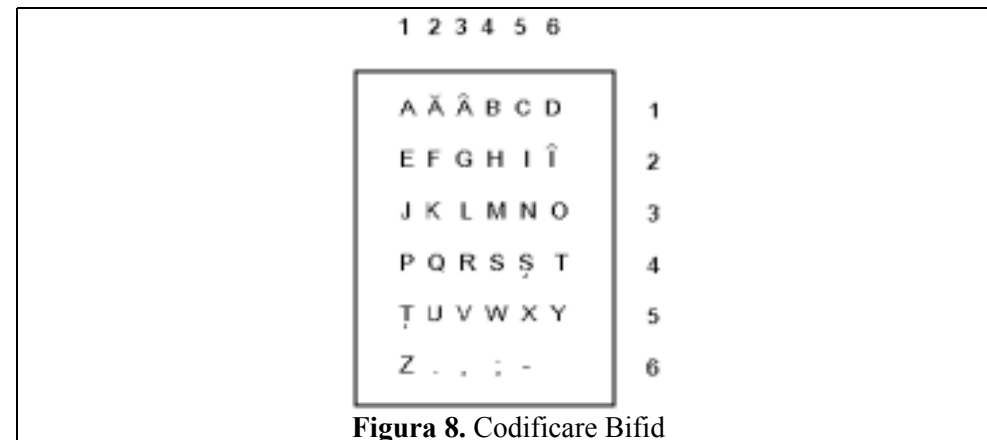 1 2 3 4 5 6
A Ă Â B C D 1
E F G H I Î 2
J K L M N O 3
P Q R S Ș T 4
Ț U V W X Y 5
Z . , ; - 6
Figura 8. Codificare Bifid